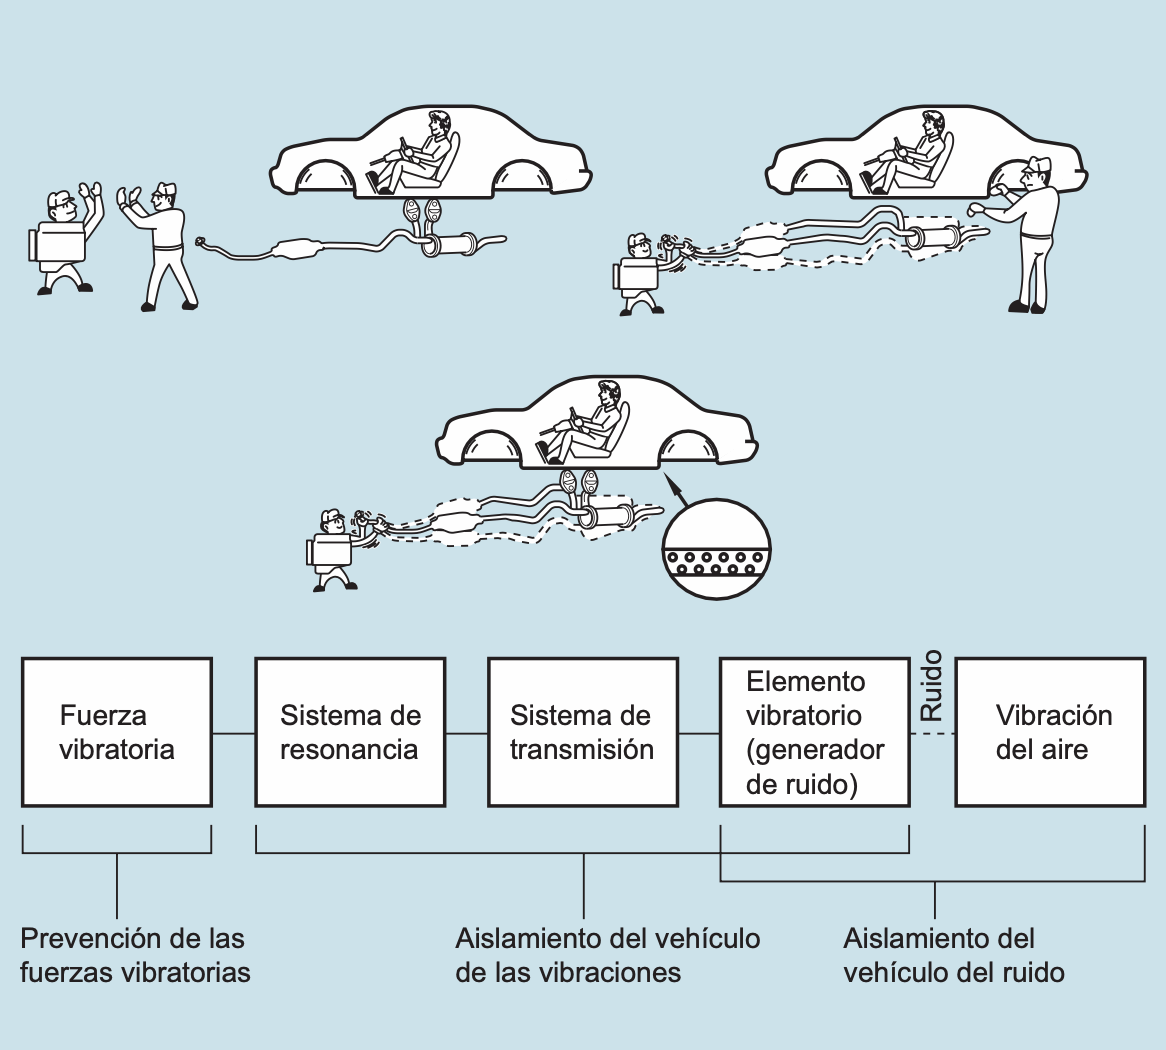 Fuerza
vibratoria
Sistema de
resonancia
Sistema de
transmisión
Elemento
vibratorio
(generador
de ruido)
Ruido
Vibración
del aire
Prevención de las
fuerzas vibratorias
Aislamiento del vehículo
de las vibraciones
Aislamiento del
vehículo del ruido